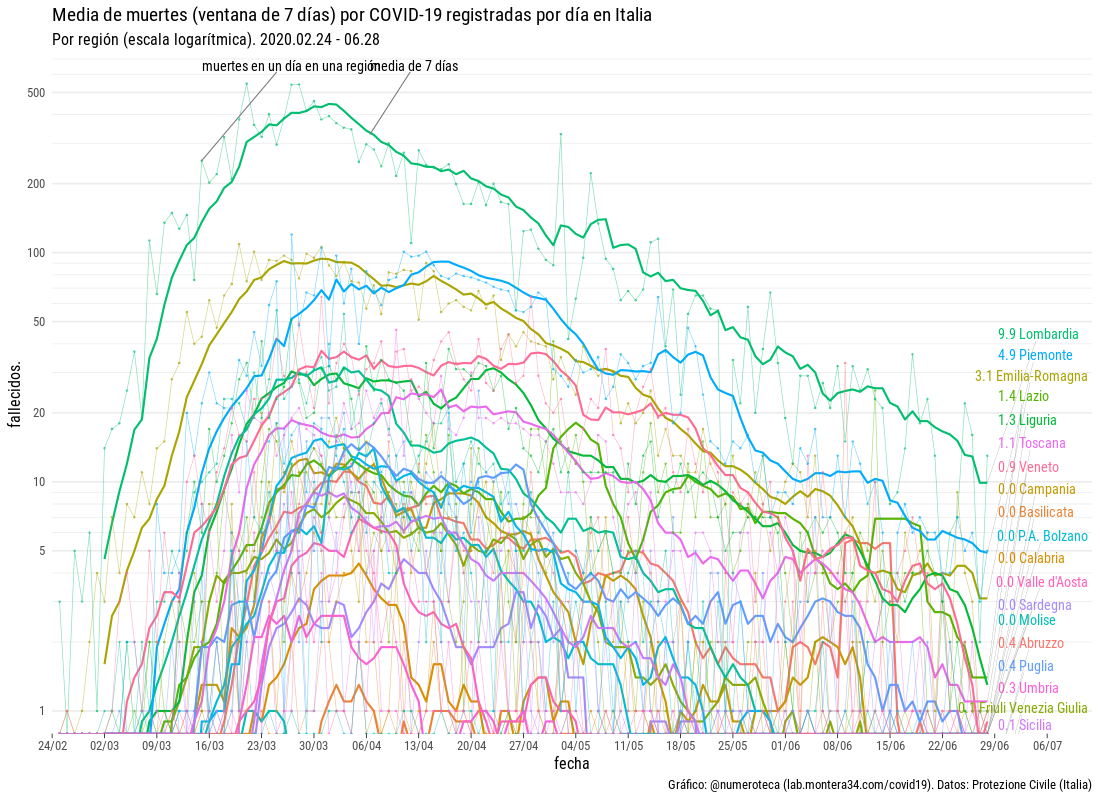 Media de muertes (ventana de 7 días) por COVID-19 registradas por día en Italia
Por región (escala logarítmica). 2020.02.24 - 06.28
muertes en un día en una región
media de 7 días
500
200
100
50
20
10
5
1
fallecidos.
9.9 Lombardia
4.9 Piemonte
3.1 Emilia-Romagna
1.4 Lazio
1.3 Liguria
1.1 Toscana
0.9 Veneto
0.0 Campania
0.0 Basilicata
0.0 P.A. Bolzano
0.0 Calabria
0.0 Valle d'Aosta
0.0 Sardegna
0.0 Molise
0.4 Abruzzo
0.4 Puglia
0.3 Umbria
0.1 Friuli Venezia Giulia
0.1 Sicilia
24/02 02/03 09/03 16/03 23/03 30/03 06/04 13/04 20/04 27/04 04/05 11/05 18/05 25/05 01/06 08/06 15/06 22/06 29/06 06/07
fecha
Gráfico: @numeroteca (lab.montera34.com/covid19). Datos: Protezione Civile (Italia)